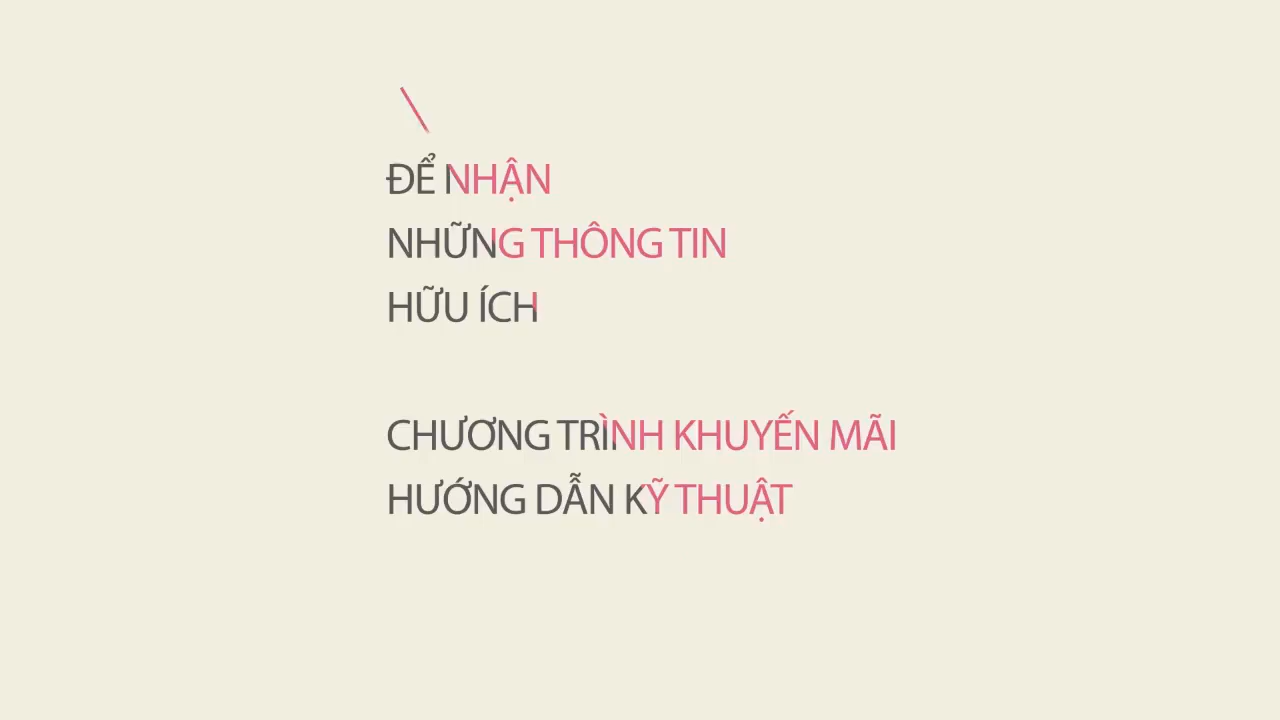 ĐỂ NHẬN
NHỮNG THÔNG TIN
HỮU ÍCH
CHƯƠNG TRÌNH KHUYẾN MÃI
HƯỚNG DẪN KỸ THUẬT